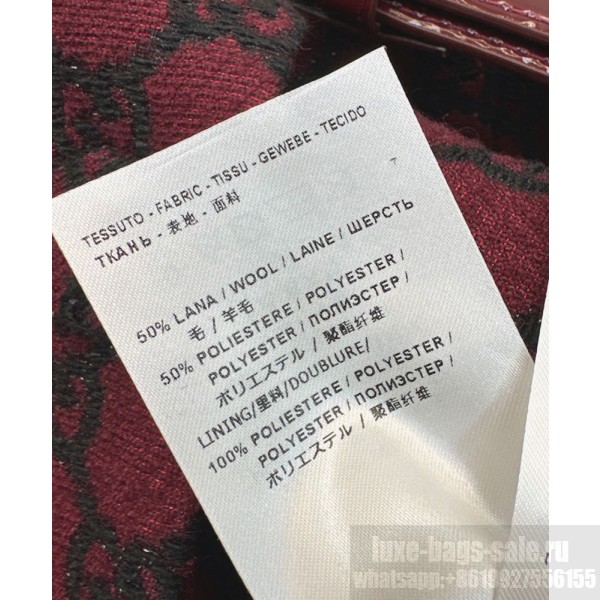 TESSUTO - FABRIC - TISSU - GEWEBE - TECIDO
ТКАНЬ - 表地 - 面料
50% LANA / WOOL / LAINE / ШЕРСТЬ
毛 / 羊毛
50% POLIESTERE / POLYESTER /
POLYESTER / ПОЛИЭСТЕР /
ポリエステル / 聚酯纤维
LINING/里料/DOUBLURE/
100% POLIESTERE / POLYESTER /
POLYESTER / ПОЛИЭСТЕР /
ポリエステル / 聚酯纤维
luxe-bags-sale.ru
whatsapp:+8619927556155